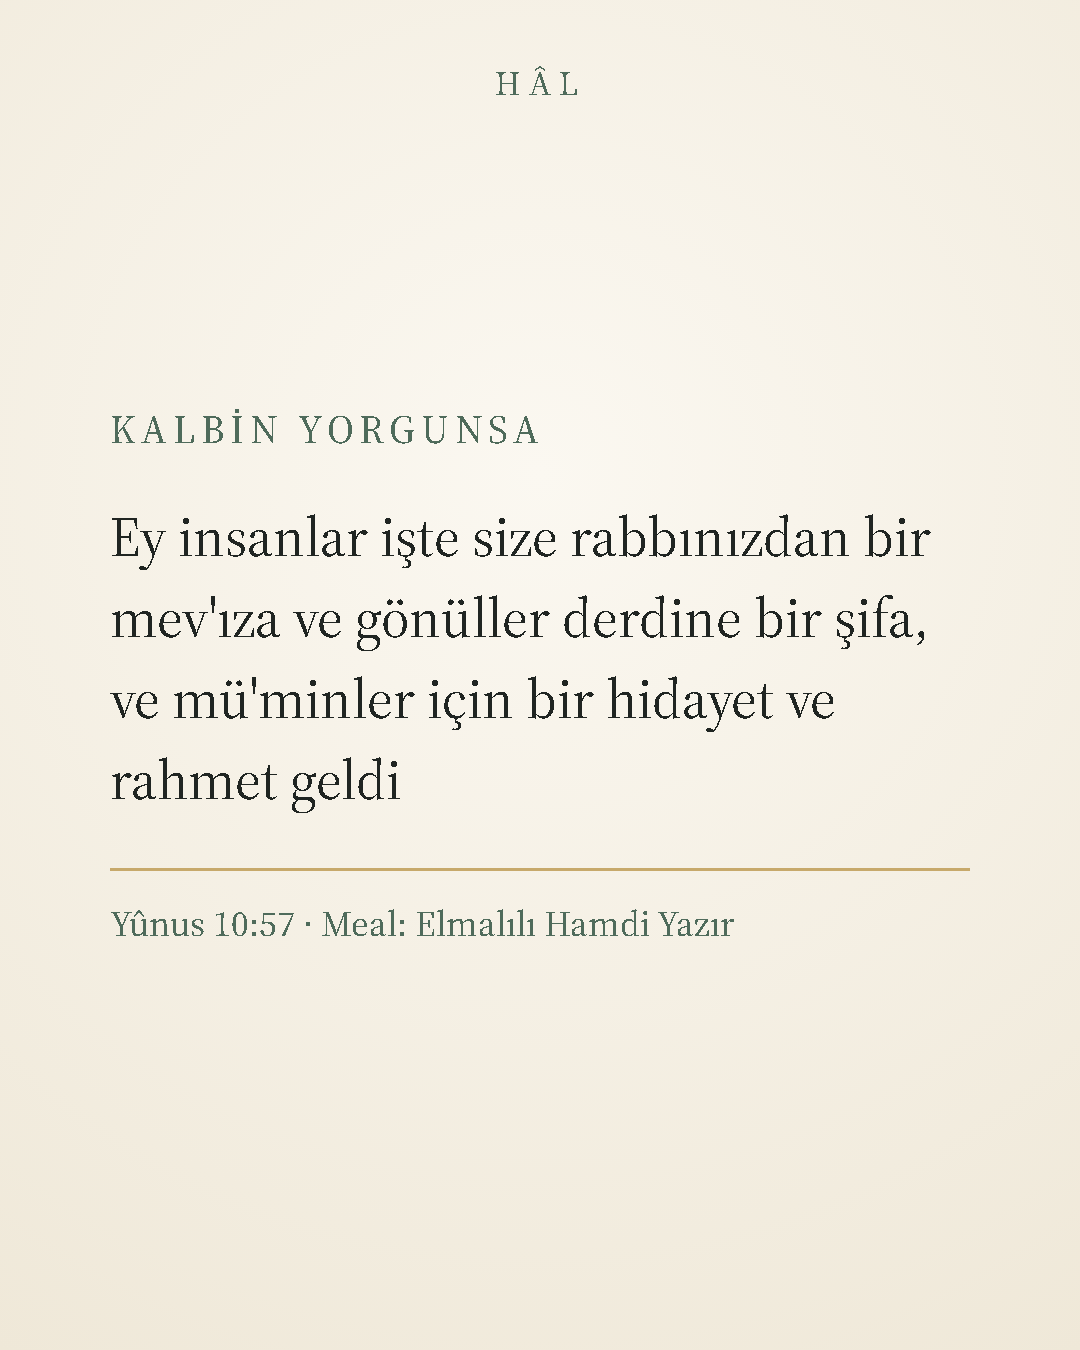 HÂL
KALBİN YORGUNSA
Ey insanlar işte size rabbınızdan bir
mev'ıza ve gönüller derdine bir şifa,
ve mü'minler için bir hidayet ve
rahmet geldi
Yûnus 10:57 · Meal: Elmalılı Hamdi Yazır